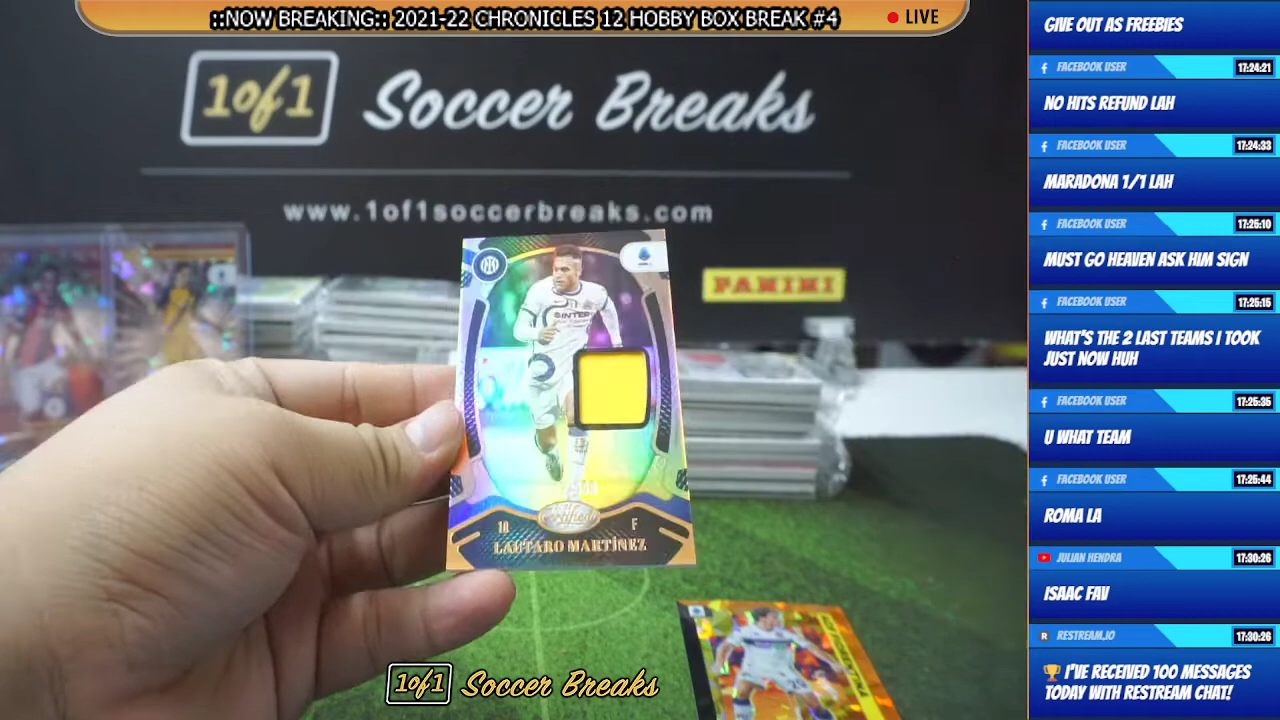 ::NOW BREAKING:: 2021-22 CHRONICLES 12 HOBBY BOX BREAK #4
LIVE
1of1 Soccer Breaks
www.1of1soccerbreaks.com
PANINI
INTER
Certified
10 F
LAUTARO MARTÍNEZ
1of1 Soccer Breaks
GIVE OUT AS FREEBIES
FACEBOOK USER 17:24:21
NO HITS REFUND LAH
FACEBOOK USER 17:24:33
MARADONA 1/1 LAH
FACEBOOK USER 17:25:10
MUST GO HEAVEN ASK HIM SIGN
FACEBOOK USER 17:25:15
WHAT'S THE 2 LAST TEAMS I TOOK
JUST NOW HUH
FACEBOOK USER 17:25:35
U WHAT TEAM
FACEBOOK USER 17:25:44
ROMA LA
JULIAN HENDRA 17:30:26
ISAAC FAV
RESTREAM.IO 17:30:26
🏆 I'VE RECEIVED 100 MESSAGES
TODAY WITH RESTREAM CHAT!